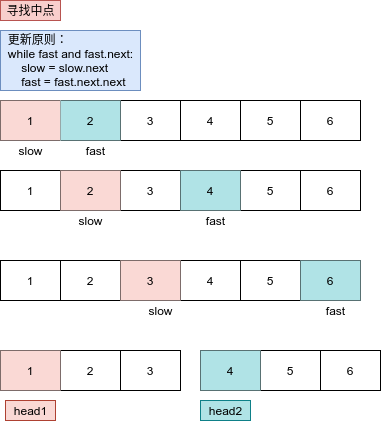 寻找中点
更新原则：
while fast and fast.next:
slow = slow.next
fast = fast.next.next
1 2 3 4 5 6
slow fast
1 2 3 4 5 6
slow fast
1 2 3 4 5 6
slow fast
1 2 3 4 5 6
head1 head2